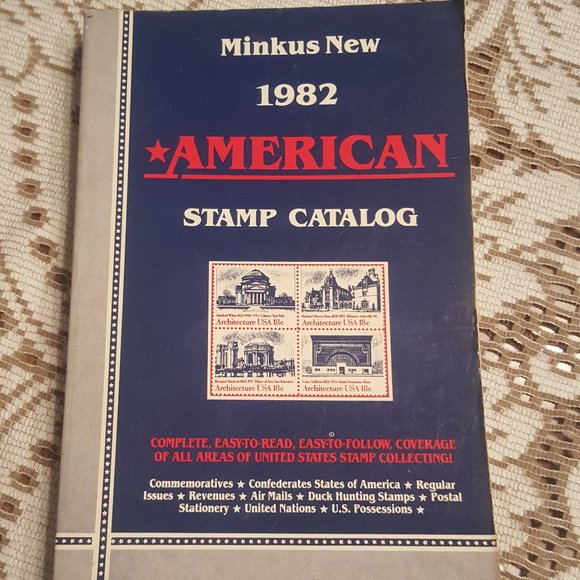 Minkus New
1982
★AMERICAN
STAMP CATALOG
Architecture USA 18c
Architecture USA 18c
Architecture USA 18c
Architecture USA 18c
COMPLETE, EASY-TO-READ, EASY-TO-FOLLOW, COVERAGE
OF ALL AREAS OF UNITED STATES STAMP COLLECTING!
Commemoratives ★ Confederates States of America ★ Regular
Issues ★ Revenues ★ Air Mails ★ Duck Hunting Stamps ★ Postal
Stationery ★ United Nations ★ U.S. Possessions ★